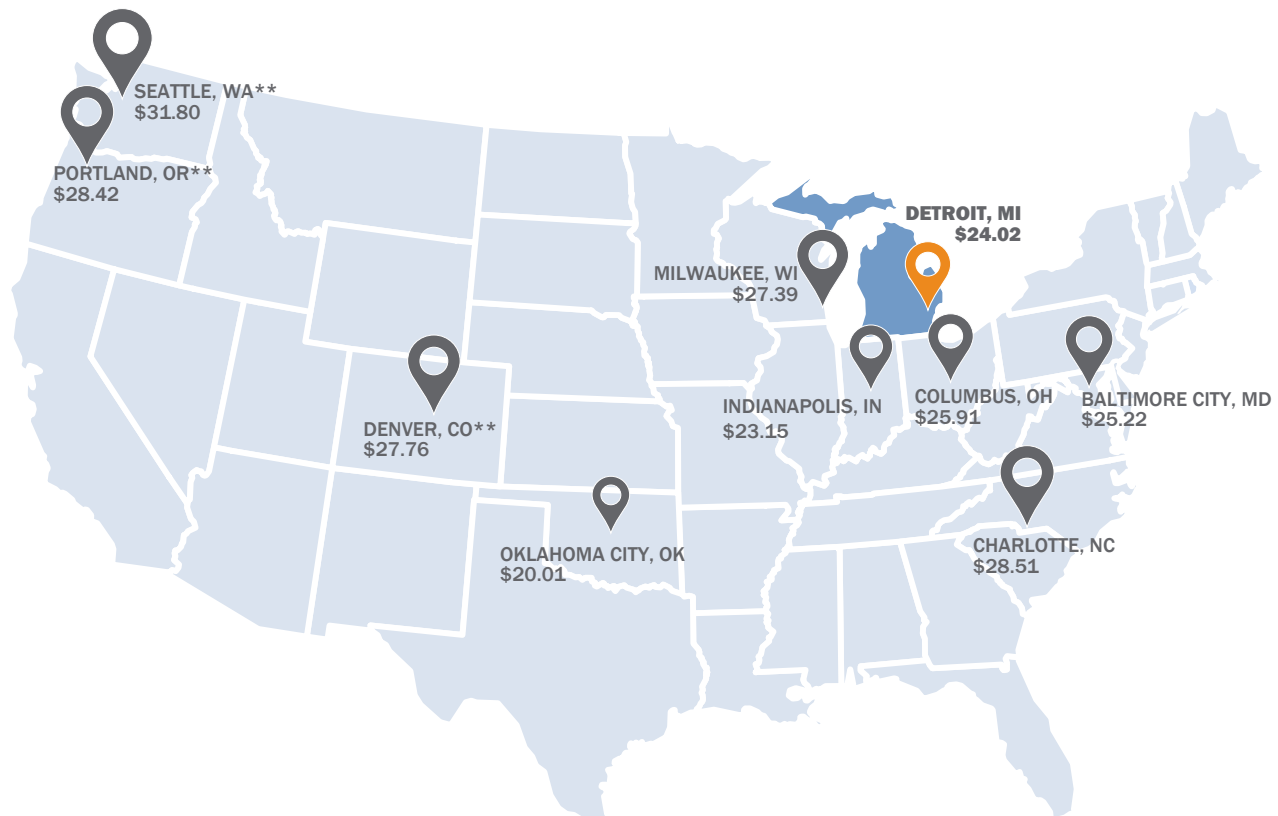 SEATTLE, WA**
$31.80
PORTLAND, OR**
$28.42
DETROIT, MI
$24.02
MILWAUKEE, WI
$27.39
INDIANAPOLIS, IN
$23.15
COLUMBUS, OH
$25.91
BALTIMORE CITY, MD
$25.22
DENVER, CO**
$27.76
OKLAHOMA CITY, OK
$20.01
CHARLOTTE, NC
$28.51